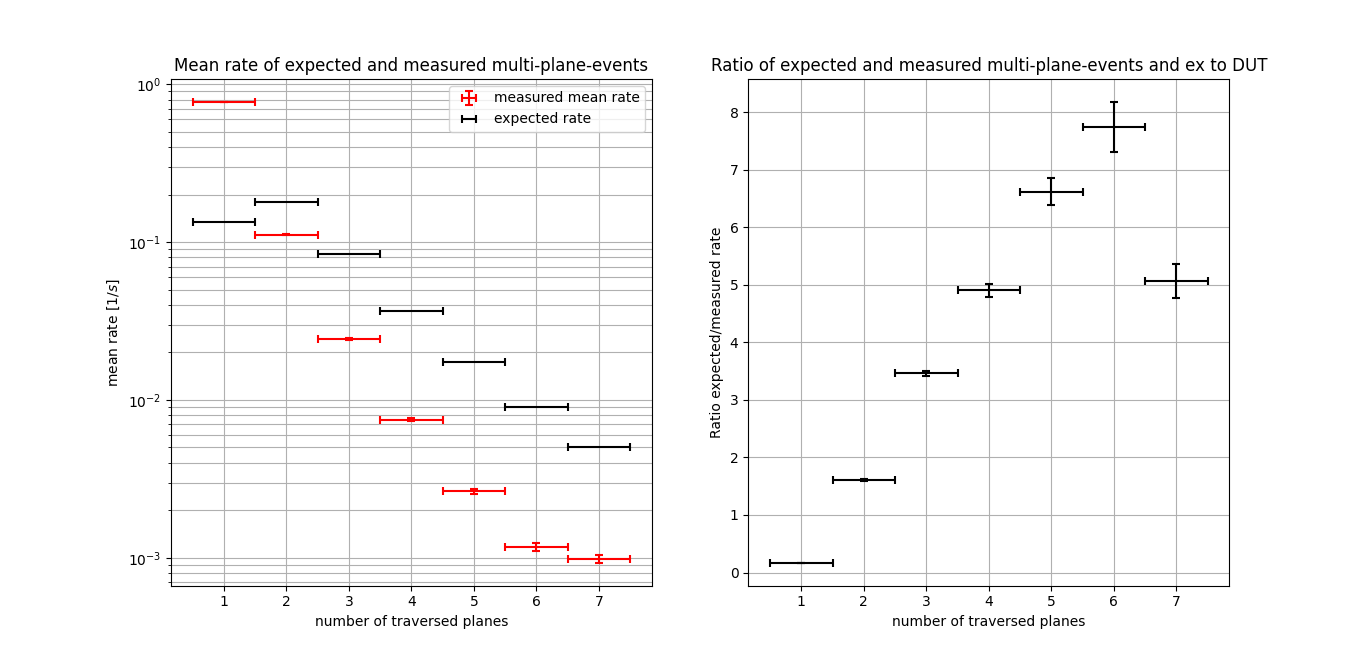 Mean rate of expected and measured multi-plane-events
10⁰
10⁻¹
10⁻²
10⁻³
mean rate [1/s]
measured mean rate
expected rate
1 2 3 4 5 6 7
number of traversed planes
Ratio of expected and measured multi-plane-events and ex to DUT
8
7
6
5
4
3
2
1
0
Ratio expected/measured rate
1 2 3 4 5 6 7
number of traversed planes